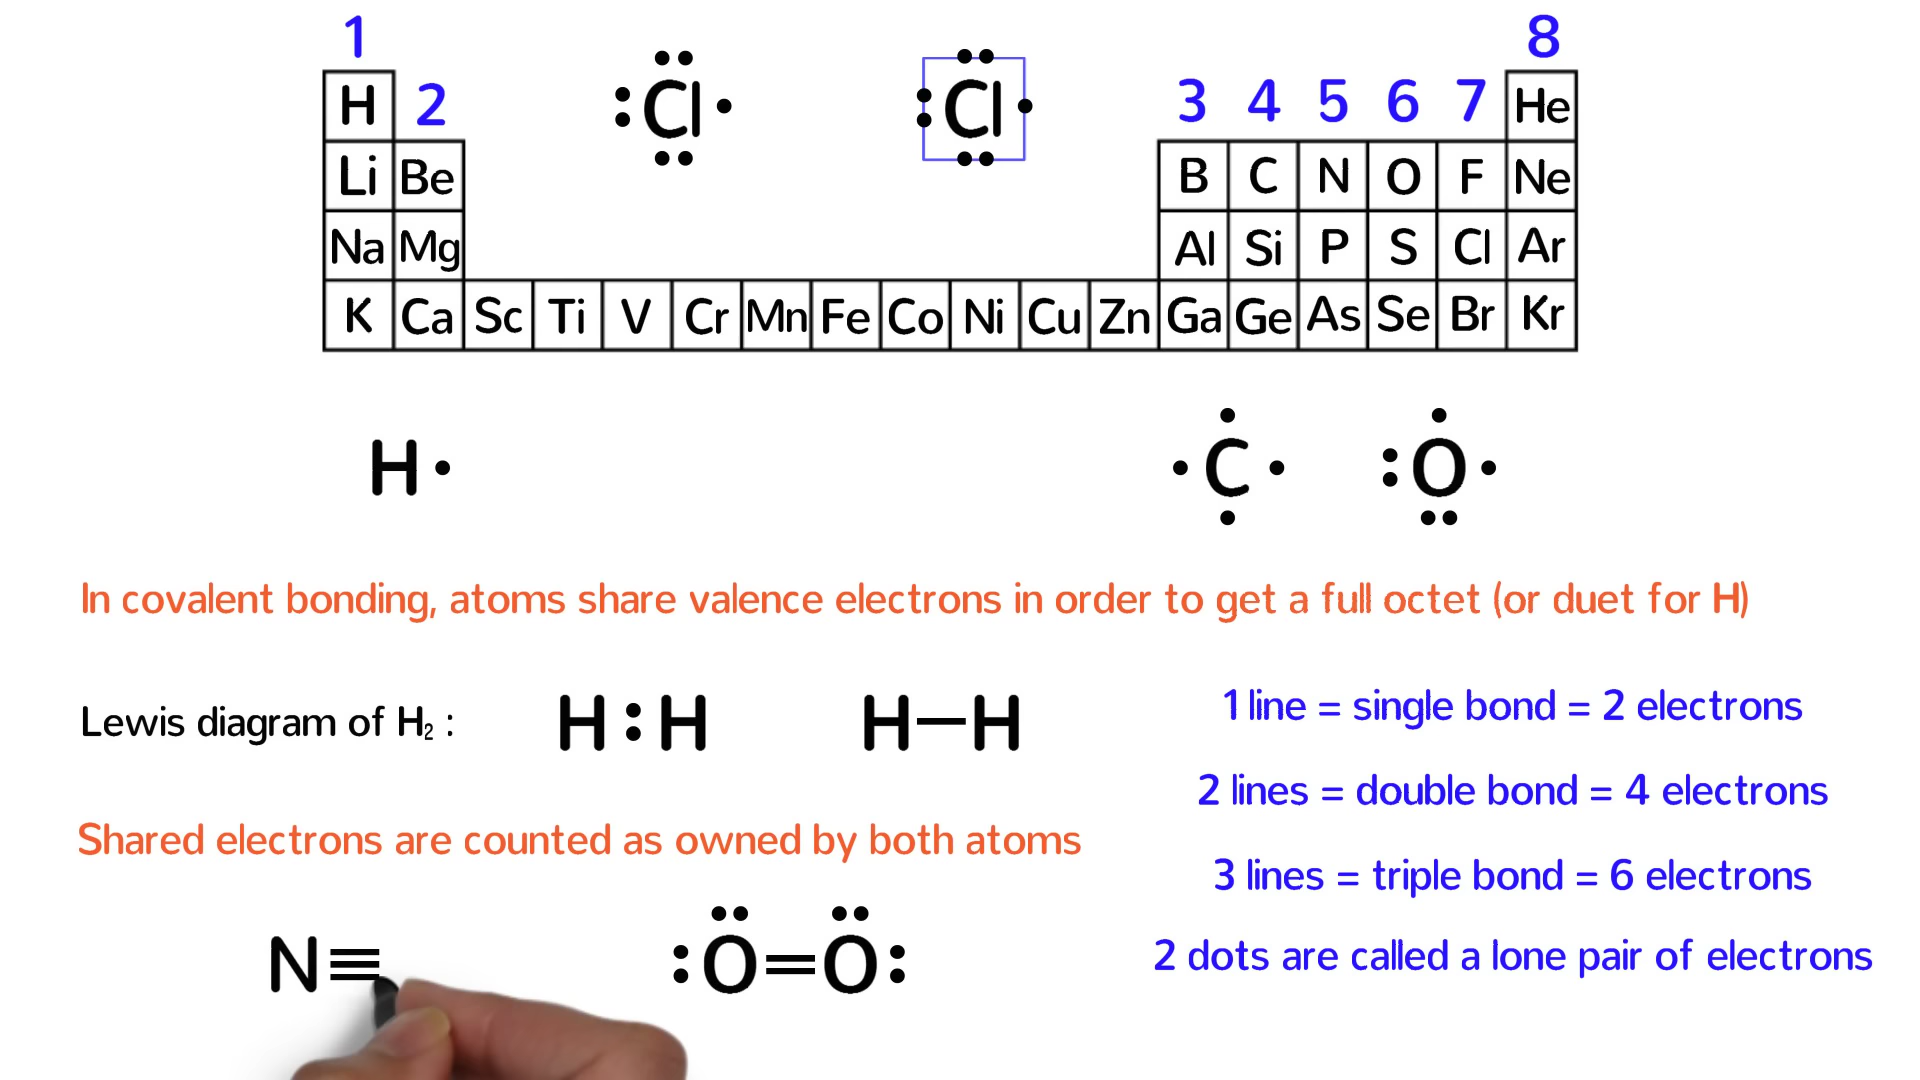 1 8
H 2 :Cl· :Cl· 3 4 5 6 7 He
Li Be B C N O F Ne
Na Mg Al Si P S Cl Ar
K Ca Sc Ti V Cr Mn Fe Co Ni Cu Zn Ga Ge As Se Br Kr
H· ·C· :O·
In covalent bonding, atoms share valence electrons in order to get a full octet (or duet for H)
Lewis diagram of H₂ : H:H H—H
1 line = single bond = 2 electrons
2 lines = double bond = 4 electrons
Shared electrons are counted as owned by both atoms
3 lines = triple bond = 6 electrons
N≡ :O=O:
2 dots are called a lone pair of electrons